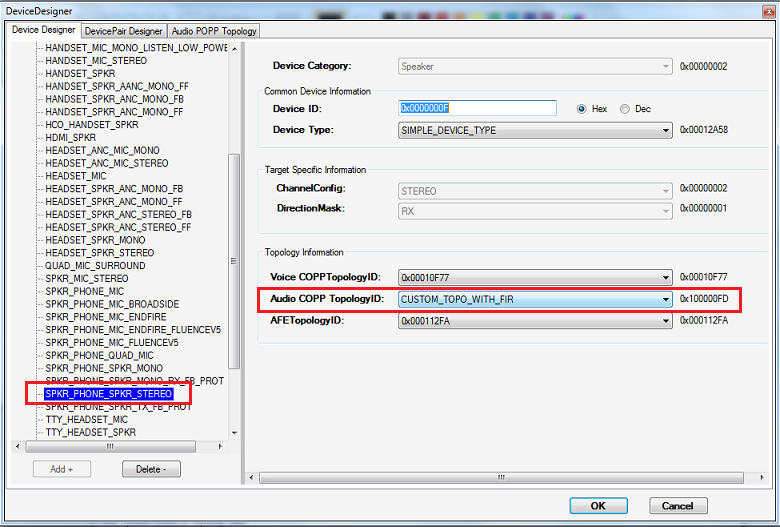 DeviceDesigner
Device Designer
DevicePair Designer
Audio POPP Topology
HANDSET_MIC_MONO_LISTEN_LOW_POWE
HANDSET_MIC_STEREO
HANDSET_SPKR
HANDSET_SPKR_AANC_MONO_FF
HANDSET_SPKR_ANC_MONO_FB
HANDSET_SPKR_ANC_MONO_FF
HCO_HANDSET_SPKR
HDMI_SPKR
HEADSET_ANC_MIC_MONO
HEADSET_ANC_MIC_STEREO
HEADSET_MIC
HEADSET_SPKR_ANC_MONO_FB
HEADSET_SPKR_ANC_MONO_FF
HEADSET_SPKR_ANC_STEREO_FB
HEADSET_SPKR_ANC_STEREO_FF
HEADSET_SPKR_MONO
HEADSET_SPKR_STEREO
QUAD_MIC_SURROUND
SPKR_MIC_STEREO
SPKR_PHONE_MIC
SPKR_PHONE_MIC_BROADSIDE
SPKR_PHONE_MIC_ENDFIRE
SPKR_PHONE_MIC_ENDFIRE_FLUENCEV5
SPKR_PHONE_MIC_FLUENCEV5
SPKR_PHONE_QUAD_MIC
SPKR_PHONE_SPKR_MONO
SPKR_PHONE_SPKR_MONO_RX_FB_PROT
SPKR_PHONE_SPKR_STEREO
SPKR_PHONE_SPKR_TX_FB_PROT
TTY_HEADSET_MIC
TTY_HEADSET_SPKR
Add +
Delete -
Device Category: Speaker 0x00000002
Common Device Information
Device ID: 0x0000000F Hex Dec
Device Type: SIMPLE_DEVICE_TYPE 0x00012A58
Target Specific Information
ChannelConfig: STEREO 0x00000002
DirectionMask: RX 0x00000001
Topology Information
Voice COPPTopologyID: 0x00010F77 0x00010F77
Audio COPP TopologyID: CUSTOM_TOPO_WITH_FIR 0x100000FD
AFETopologyID: 0x000112FA 0x000112FA
OK
Cancel